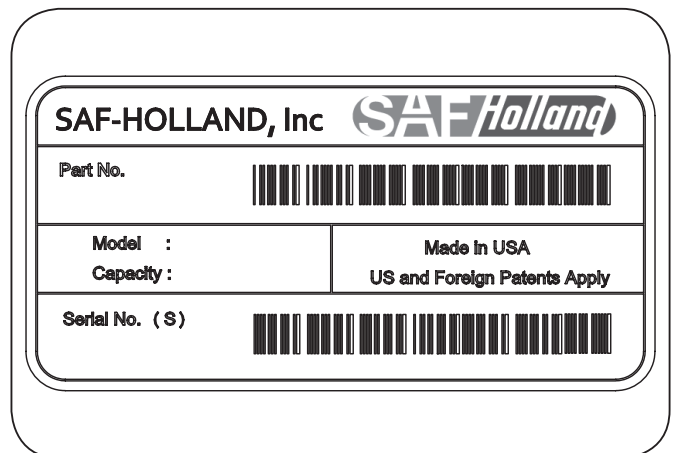 SAF-HOLLAND, Inc SAF Holland
Part No.
Model :
Capacity :
Made in USA
US and Foreign Patents Apply
Serial No. (S)